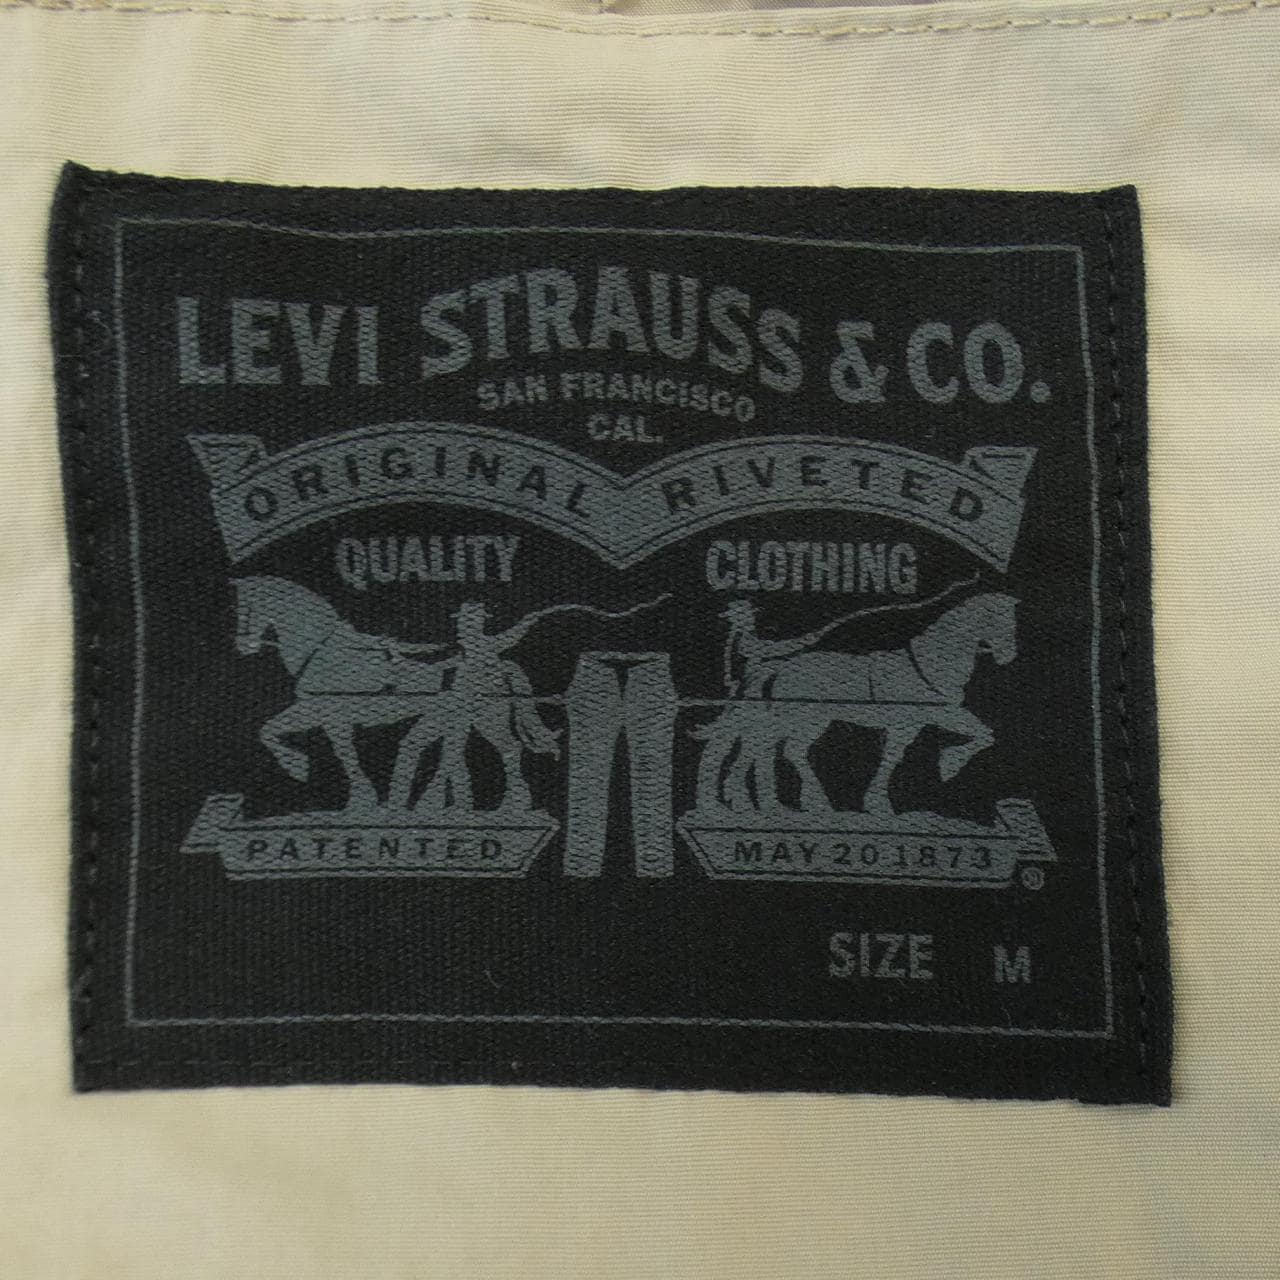 LEVI STRAUSS & CO.
SAN FRANCISCO
CAL.
ORIGINAL RIVETED
QUALITY CLOTHING
PATENTED MAY 20 1873
®
SIZE M